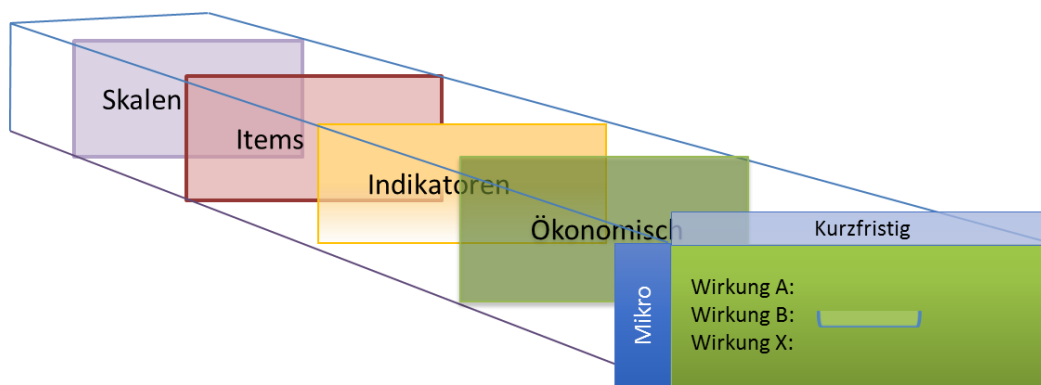 Skalen
Items
Indikatoren
Ökonomisch
Kurzfristig
Mikro
Wirkung A:
Wirkung B:
Wirkung X: